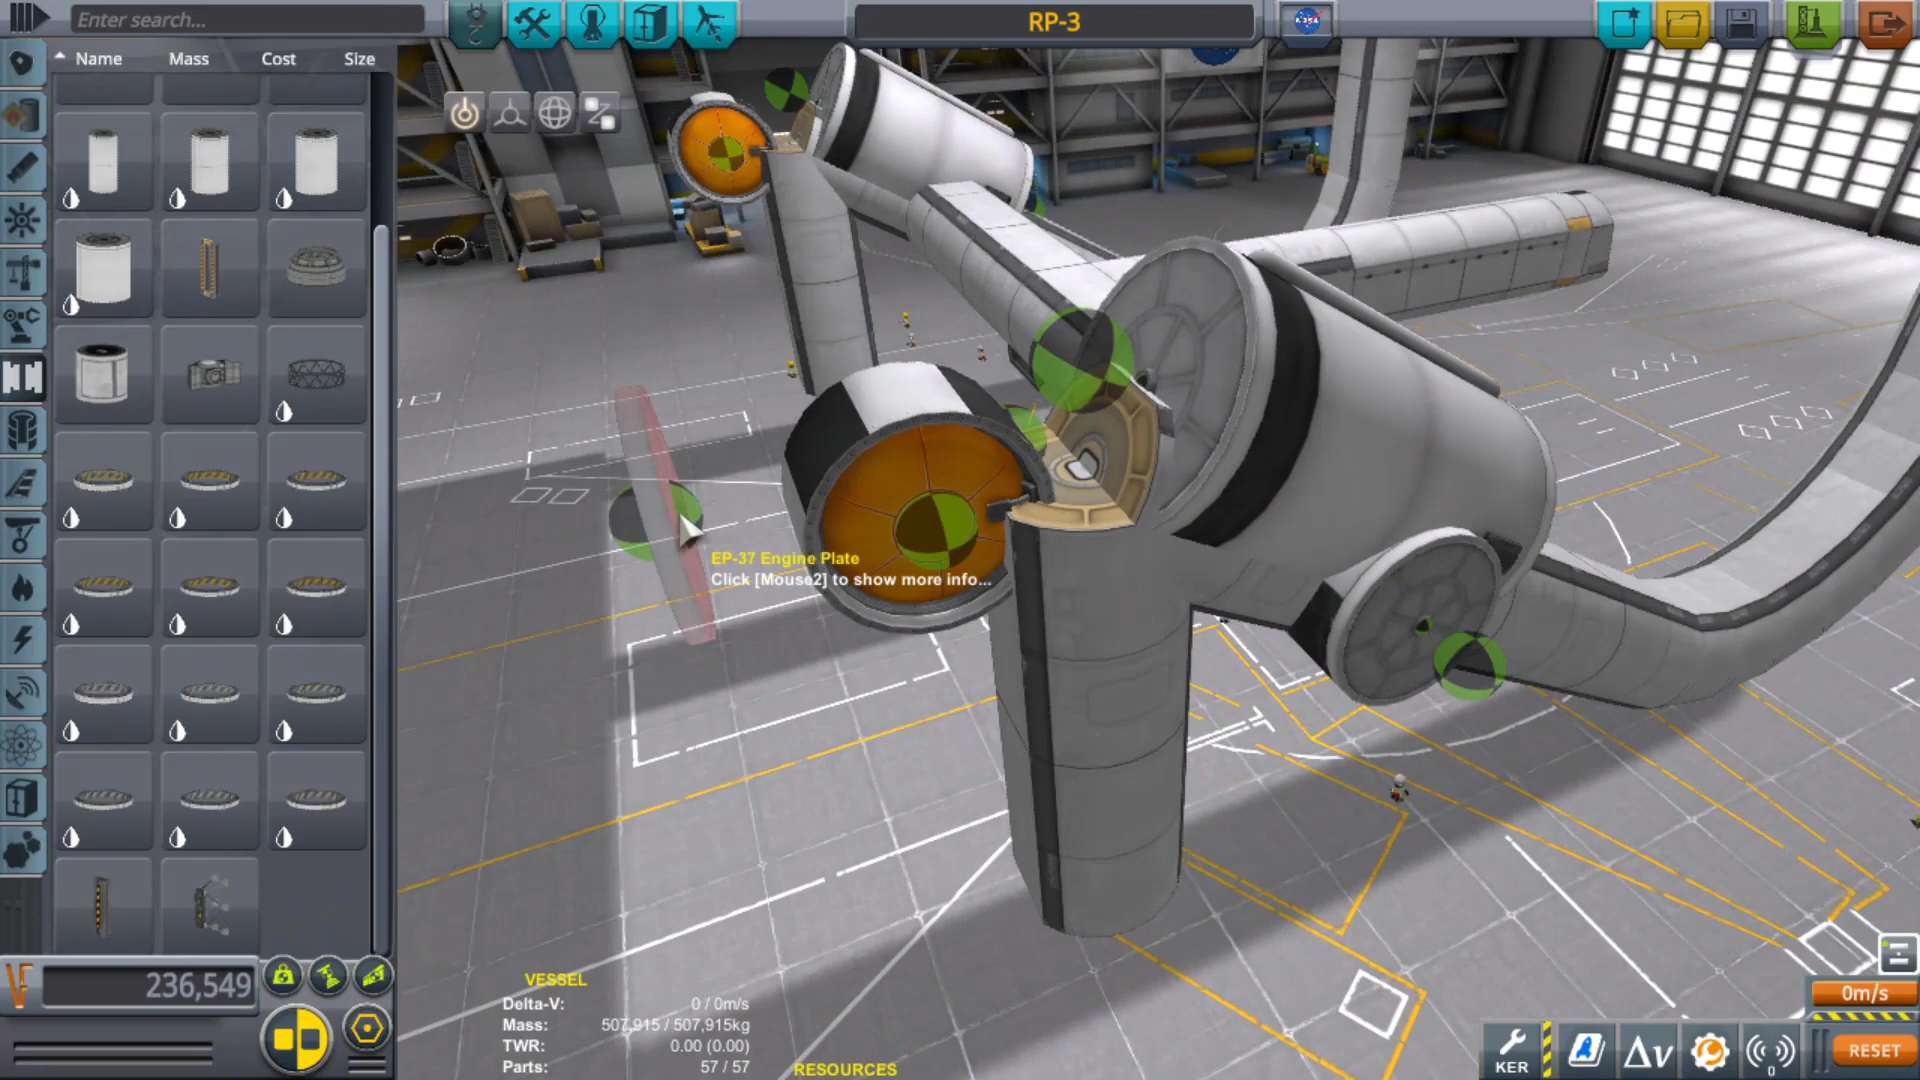 Enter search...
RP-3
Name Mass Cost Size
EP-37 Engine Plate
Click [Mouse2] to show more info...
236,549
VESSEL
Delta-V: 0 / 0m/s
Mass: 507,915 / 507,915kg
TWR: 0.00 (0.00)
Parts: 57 / 57
RESOURCES
0m/s
KER
Δv
0
RESET